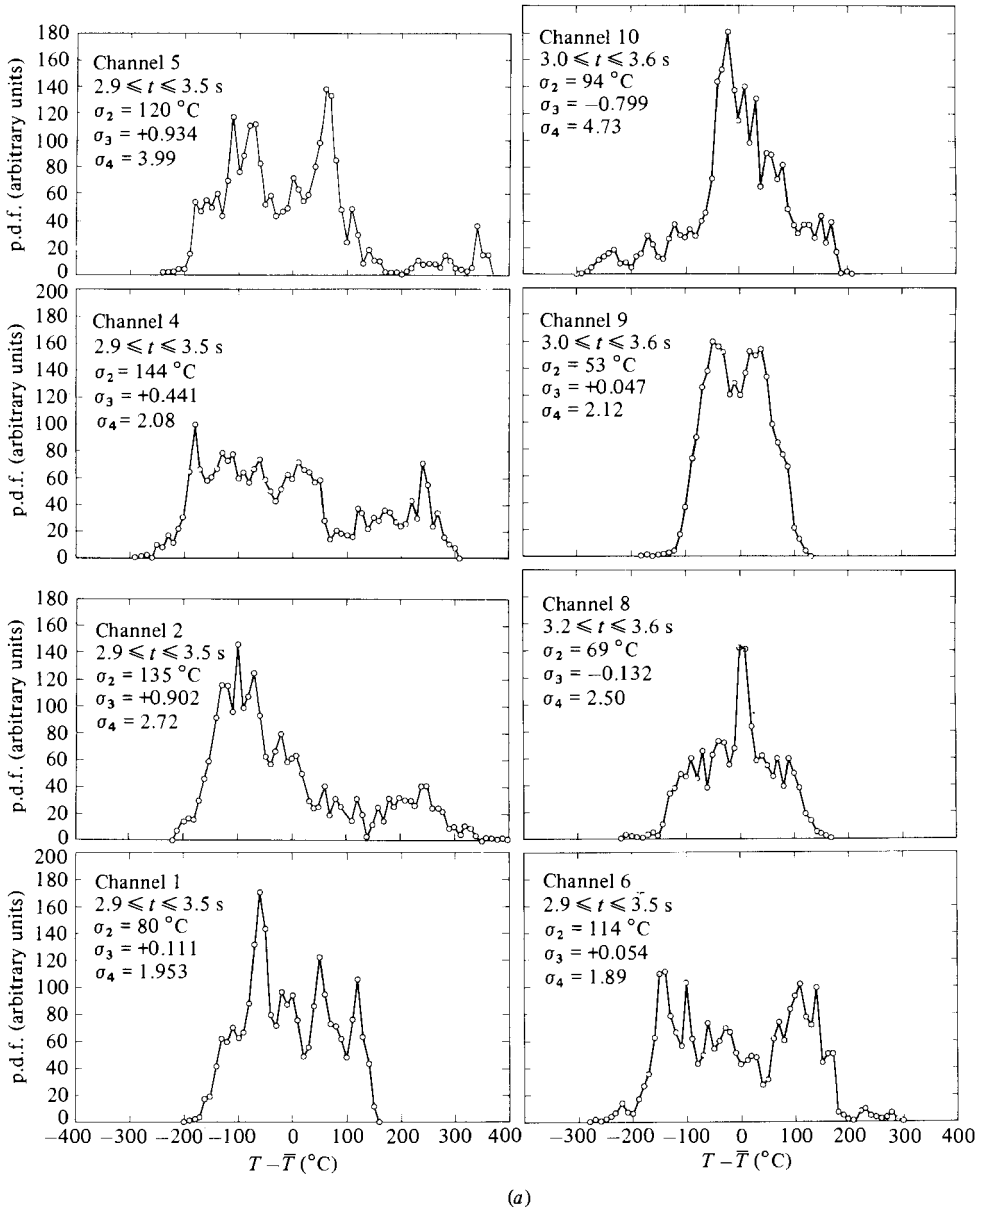 p.d.f. (arbitrary units)
180
160
140
120
100
80
60
40
20
0
Channel 5
2.9 ⩽ t ⩽ 3.5 s
σ₂ = 120 °C
σ₃ = +0.934
σ₄ = 3.99
Channel 10
3.0 ⩽ t ⩽ 3.6 s
σ₂ = 94 °C
σ₃ = −0.799
σ₄ = 4.73
p.d.f. (arbitrary units)
200
180
160
140
120
100
80
60
40
20
0
Channel 4
2.9 ⩽ t ⩽ 3.5 s
σ₂ = 144 °C
σ₃ = +0.441
σ₄ = 2.08
Channel 9
3.0 ⩽ t ⩽ 3.6 s
σ₂ = 53 °C
σ₃ = +0.047
σ₄ = 2.12
p.d.f. (arbitrary units)
180
160
140
120
100
80
60
40
20
0
Channel 2
2.9 ⩽ t ⩽ 3.5 s
σ₂ = 135 °C
σ₃ = +0.902
σ₄ = 2.72
Channel 8
3.2 ⩽ t ⩽ 3.6 s
σ₂ = 69 °C
σ₃ = −0.132
σ₄ = 2.50
p.d.f. (arbitrary units)
200
180
160
140
120
100
80
60
40
20
0
Channel 1
2.9 ⩽ t ⩽ 3.5 s
σ₂ = 80 °C
σ₃ = +0.111
σ₄ = 1.953
Channel 6
2.9 ⩽ t ⩽ 3.5 s
σ₂ = 114 °C
σ₃ = +0.054
σ₄ = 1.89
−400 −300 −200 −100 0 100 200 300 400
−300 −200 −100 0 100 200 300 400
T − T̅ (°C)
T − T̅ (°C)
(a)